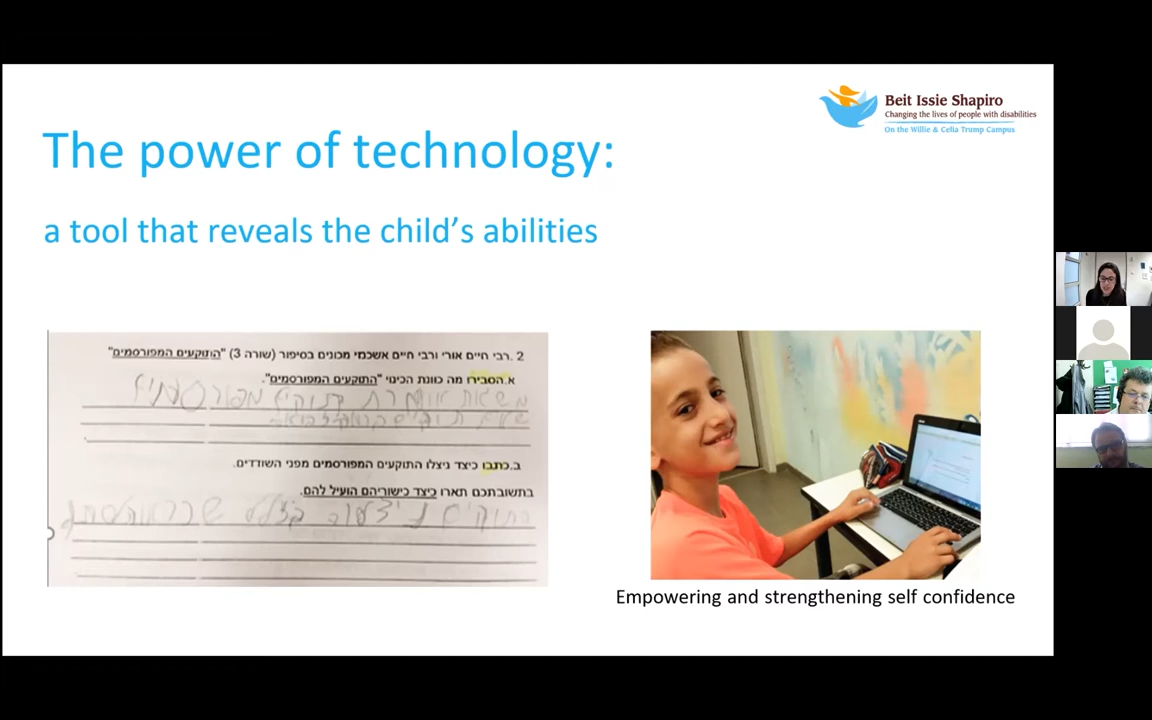 Beit Issie Shapiro
Changing the lives of people with disabilities
On the Willie & Celia Trump Campus
The power of technology:
a tool that reveals the child's abilities
2. רבי חיים אורי ורבי חיים אשכמזי מכונים בסיפור (שורה 3) "התוקעים המפורסמים"
א.הסבירו מה כוונת הכינוי "התוקעים המפורסמים".
ב.כתבו כיצד ניצלו התוקעים המפורסמים מפני השודדים.
בתשובתכם תארו כיצד כישוריהם הועיל להם.
Empowering and strengthening self confidence